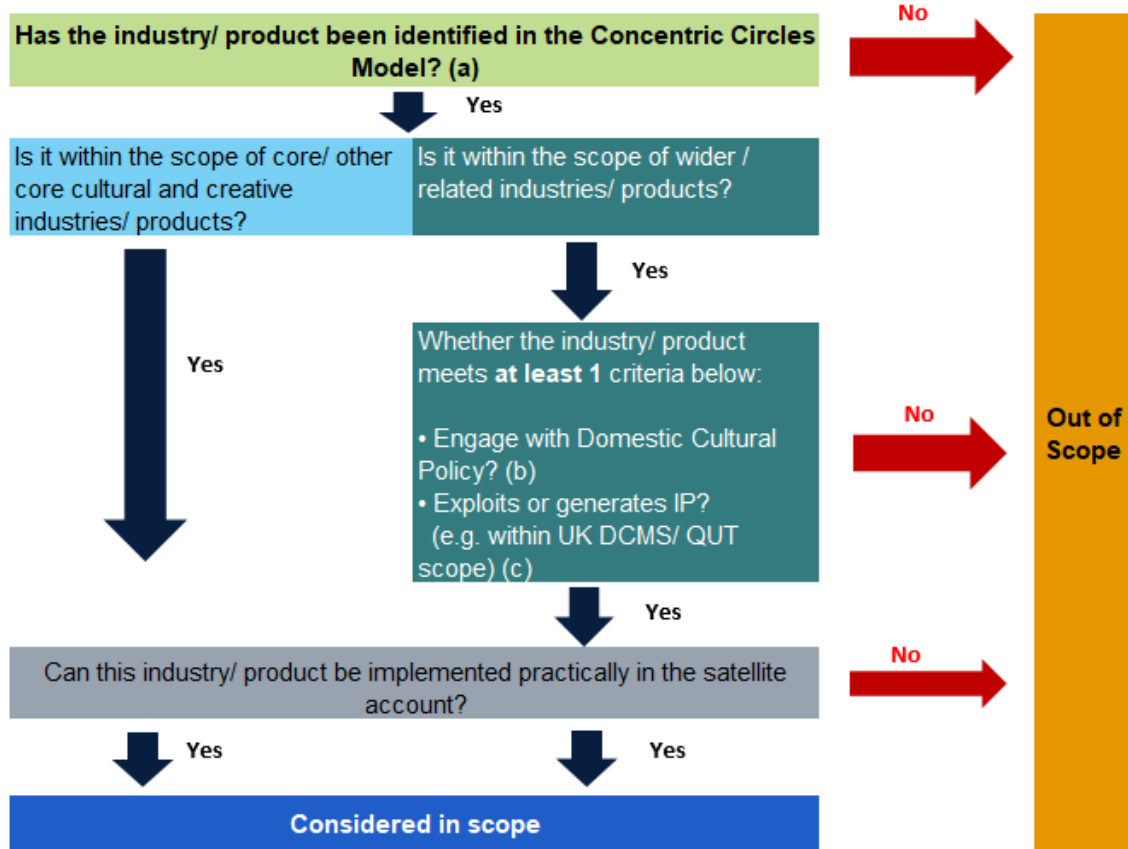 Has the industry/ product been identified in the Concentric Circles
Model? (a)
No
Yes
Is it within the scope of core/ other
core cultural and creative
industries/ products?
Is it within the scope of wider /
related industries/ products?
Yes
Yes
Whether the industry/ product
meets at least 1 criteria below:
• Engage with Domestic Cultural
Policy? (b)
• Exploits or generates IP?
(e.g. within UK DCMS/ QUT
scope) (c)
No
Out of
Scope
Yes
Can this industry/ product be implemented practically in the satellite
account?
No
Yes
Yes
Considered in scope